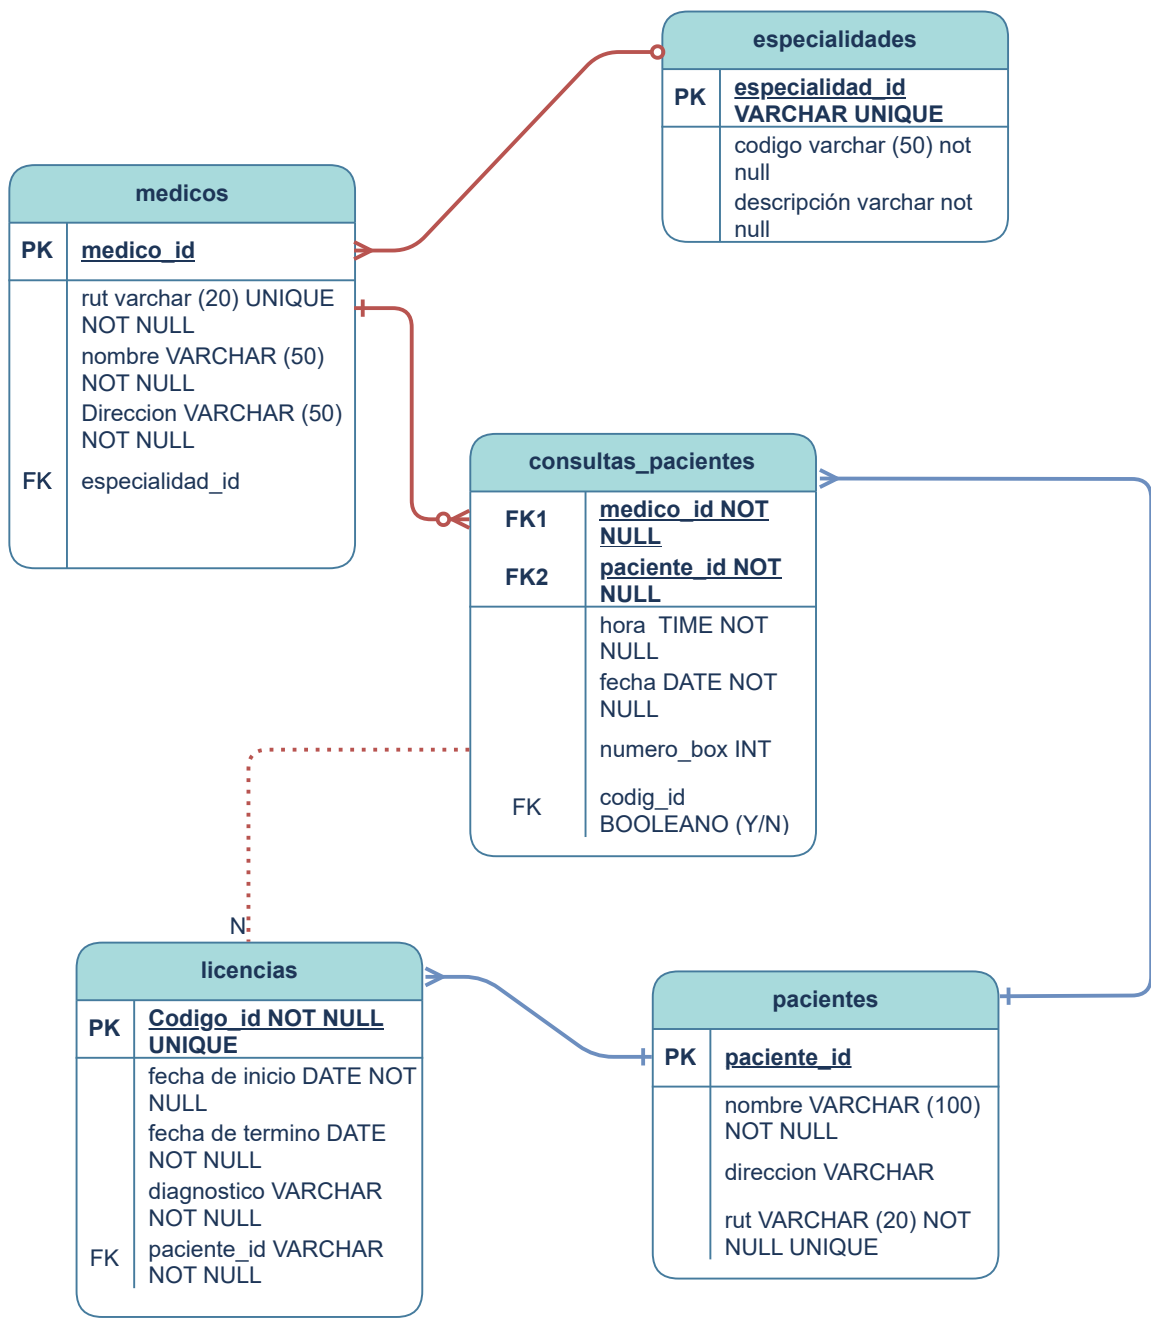 especialidades
PK
especialidad_id
VARCHAR UNIQUE
codigo varchar (50) not
null
descripción varchar not
null
medicos
PK
medico_id
rut varchar (20) UNIQUE
NOT NULL
nombre VARCHAR (50)
NOT NULL
Direccion VARCHAR (50)
NOT NULL
FK
especialidad_id
consultas_pacientes
FK1
medico_id NOT
NULL
FK2
paciente_id NOT
NULL
hora  TIME NOT
NULL
fecha DATE NOT
NULL
numero_box INT
FK
codig_id
BOOLEANO (Y/N)
N
licencias
PK
Codigo_id NOT NULL
UNIQUE
fecha de inicio DATE NOT
NULL
fecha de termino DATE
NOT NULL
diagnostico VARCHAR
NOT NULL
FK
paciente_id VARCHAR
NOT NULL
pacientes
PK
paciente_id
nombre VARCHAR (100)
NOT NULL
direccion VARCHAR
rut VARCHAR (20) NOT
NULL UNIQUE